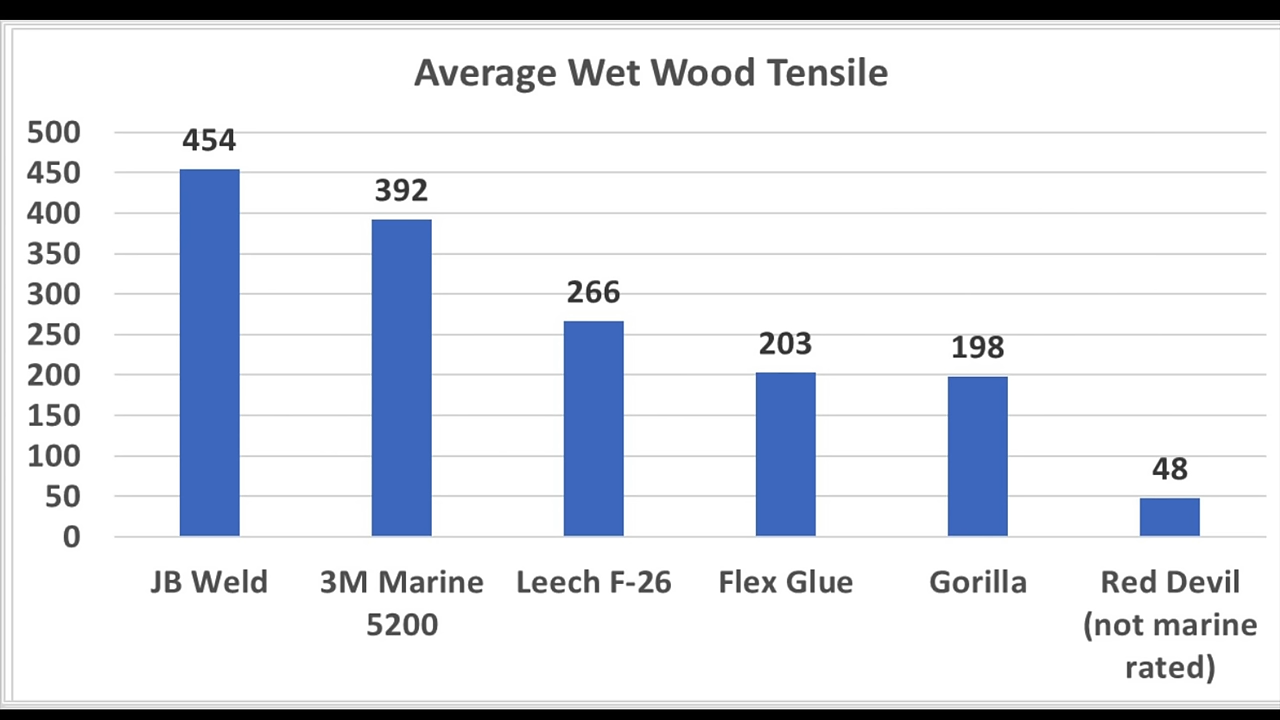 Average Wet Wood Tensile
500
450
400
350
300
250
200
150
100
50
0
454
392
266
203
198
48
JB Weld
3M Marine
5200
Leech F-26
Flex Glue
Gorilla
Red Devil
(not marine
rated)